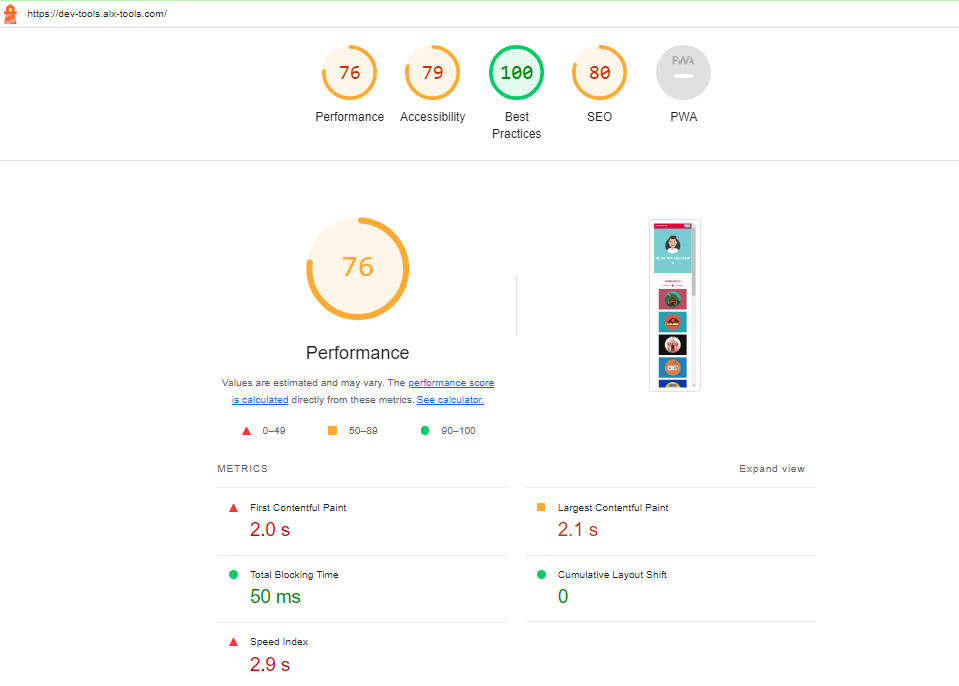 https://dev-tools.alx-tools.com/
76
79
100
80
PWA
Performance
Accessibility
Best
Practices
SEO
PWA
76
Performance
Values are estimated and may vary. The performance score
is calculated directly from these metrics. See calculator.
0–49
50–89
90–100
METRICS
Expand view
First Contentful Paint
2.0 s
Largest Contentful Paint
2.1 s
Total Blocking Time
50 ms
Cumulative Layout Shift
0
Speed Index
2.9 s